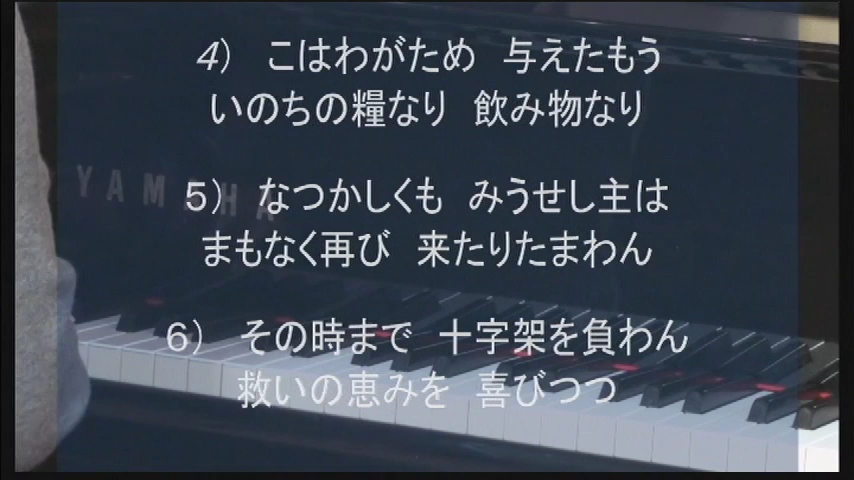 4）　こはわがため　与えたもう
いのちの糧なり　飲み物なり
YAMAHA
5）　なつかしくも　みうせし主は
まもなく再び　来たりたまわん
6）　その時まで　十字架を負わん
救いの恵みを　喜びつつ